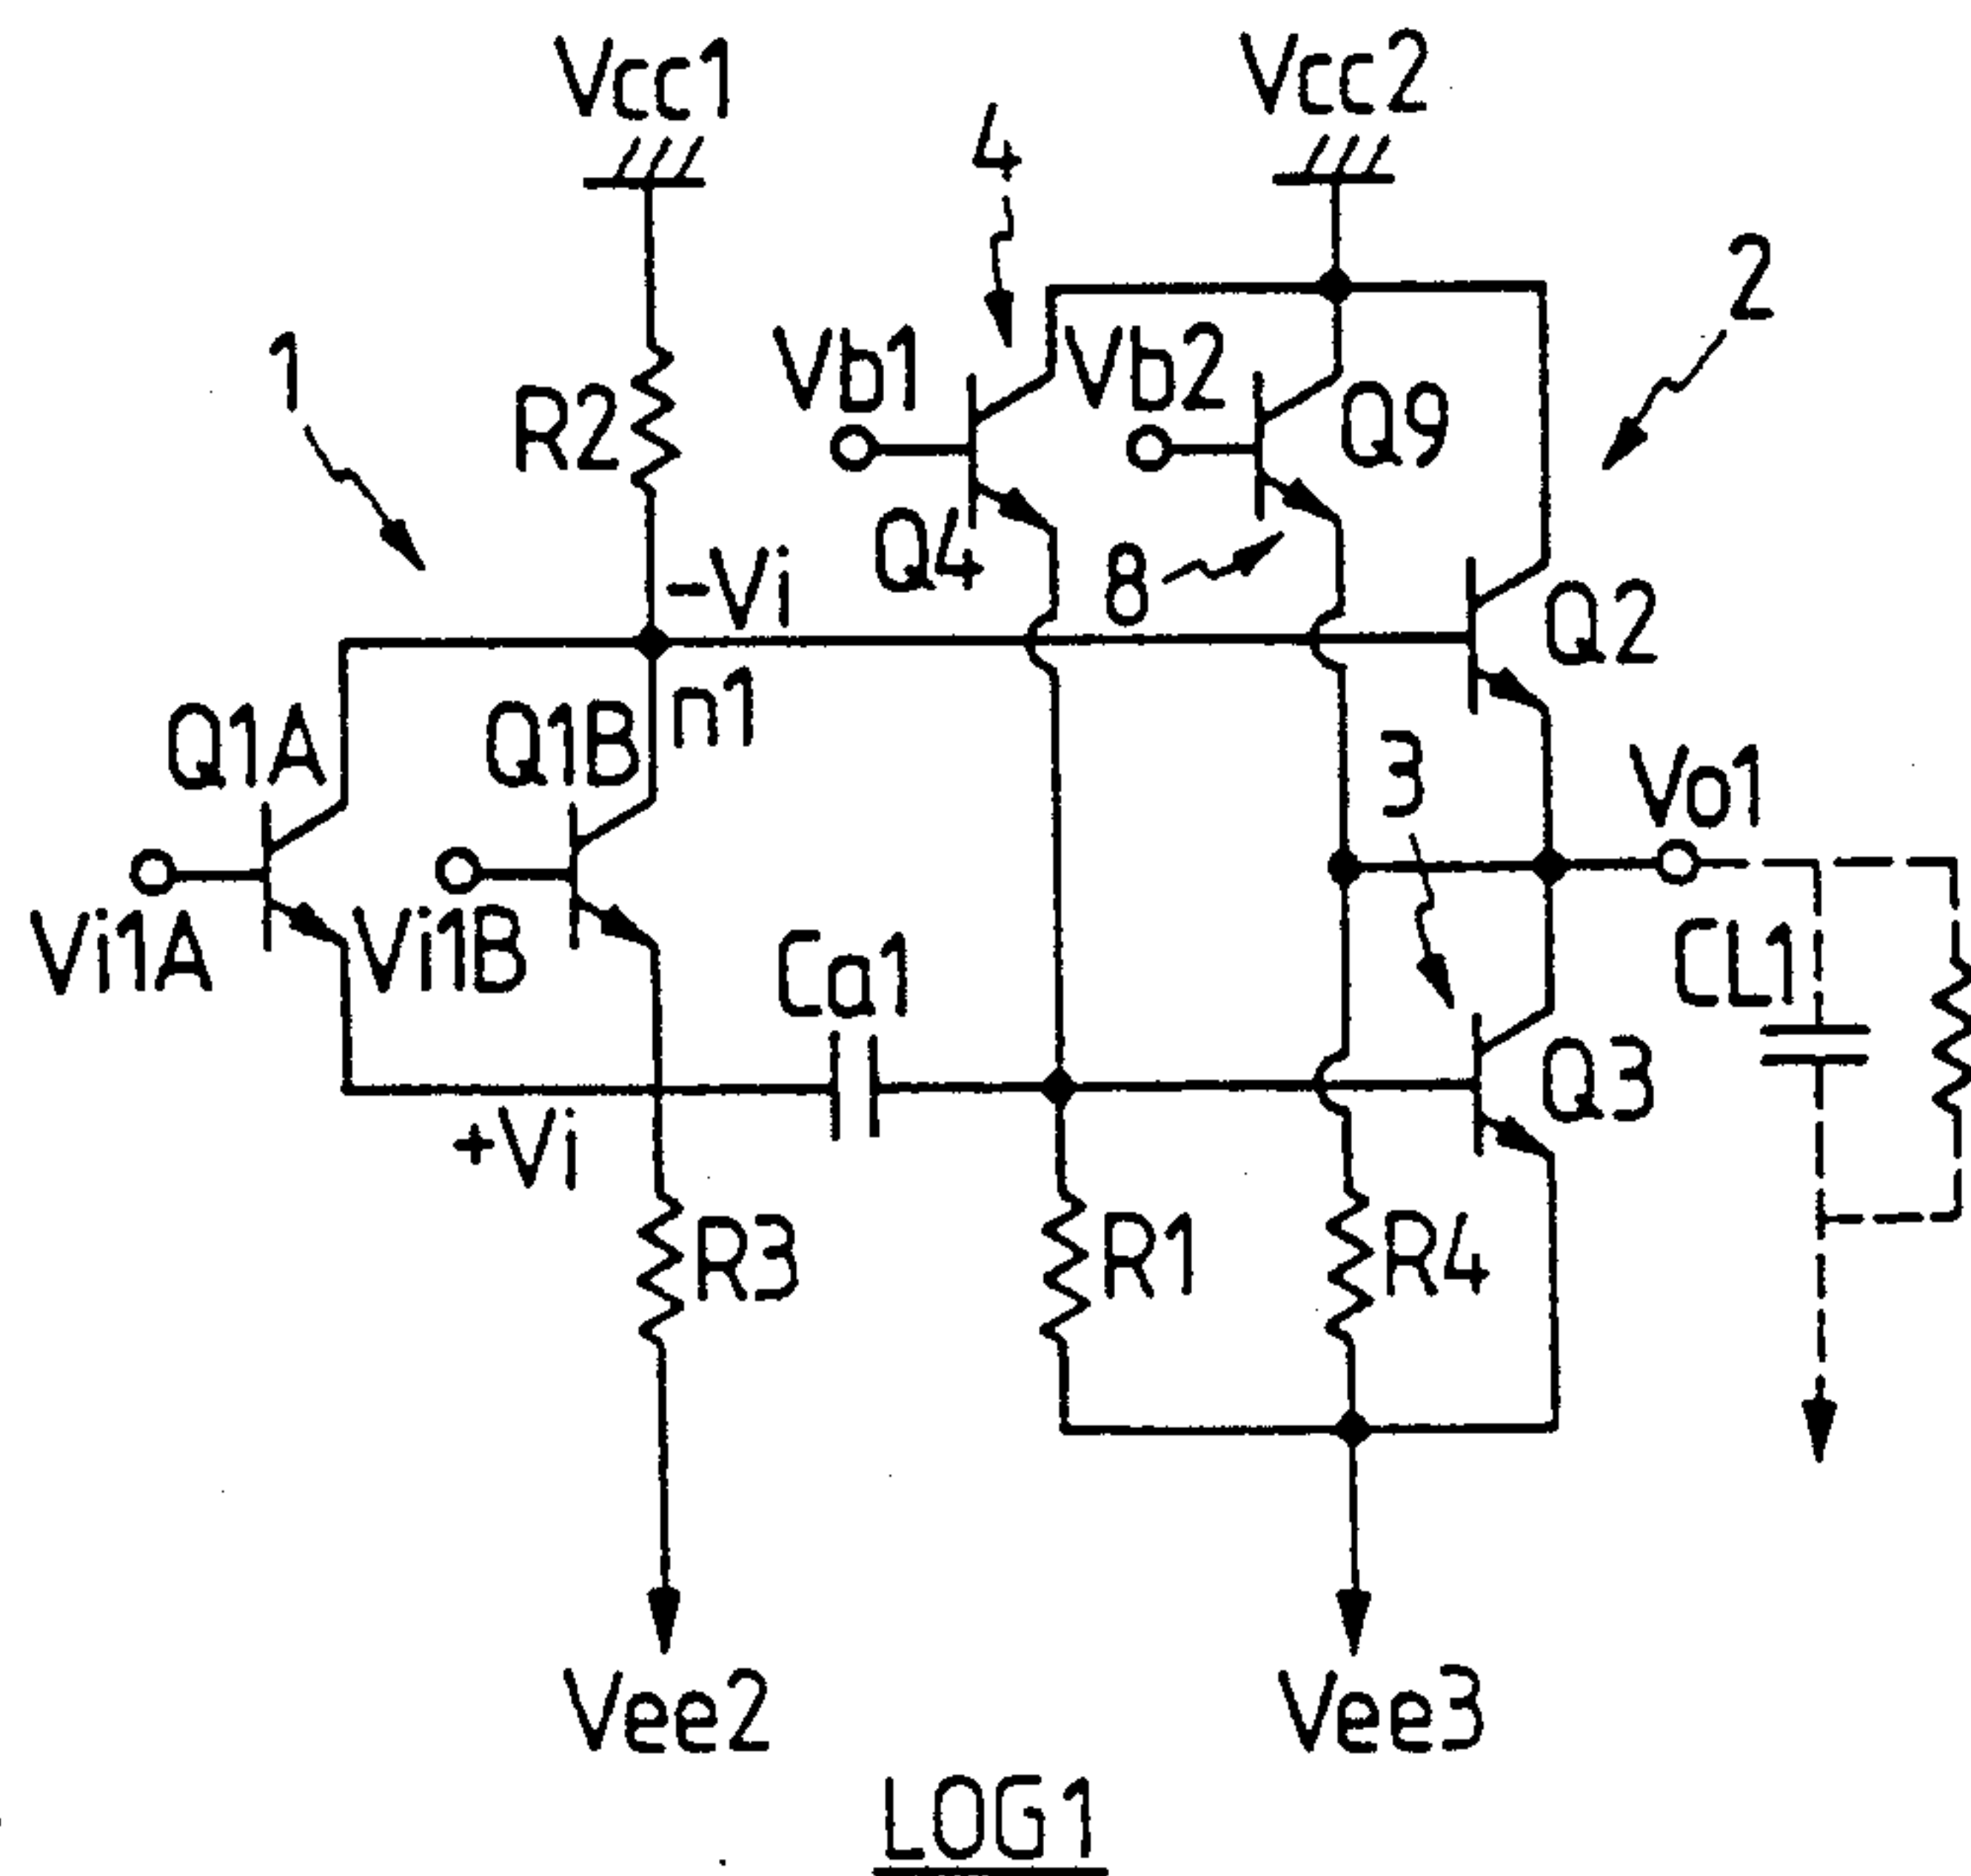 Vcc1
Vcc2
4
2
1
Vb1
Vb2
R2
Q9
Q4
8
-Vi
Q2
n1
Q1A
Q1B
3
Vo1
Vi1A
Vi1B
Ca1
CL1
Q3
+Vi
R3
R1
R4
Vee2
Vee3
LOG1